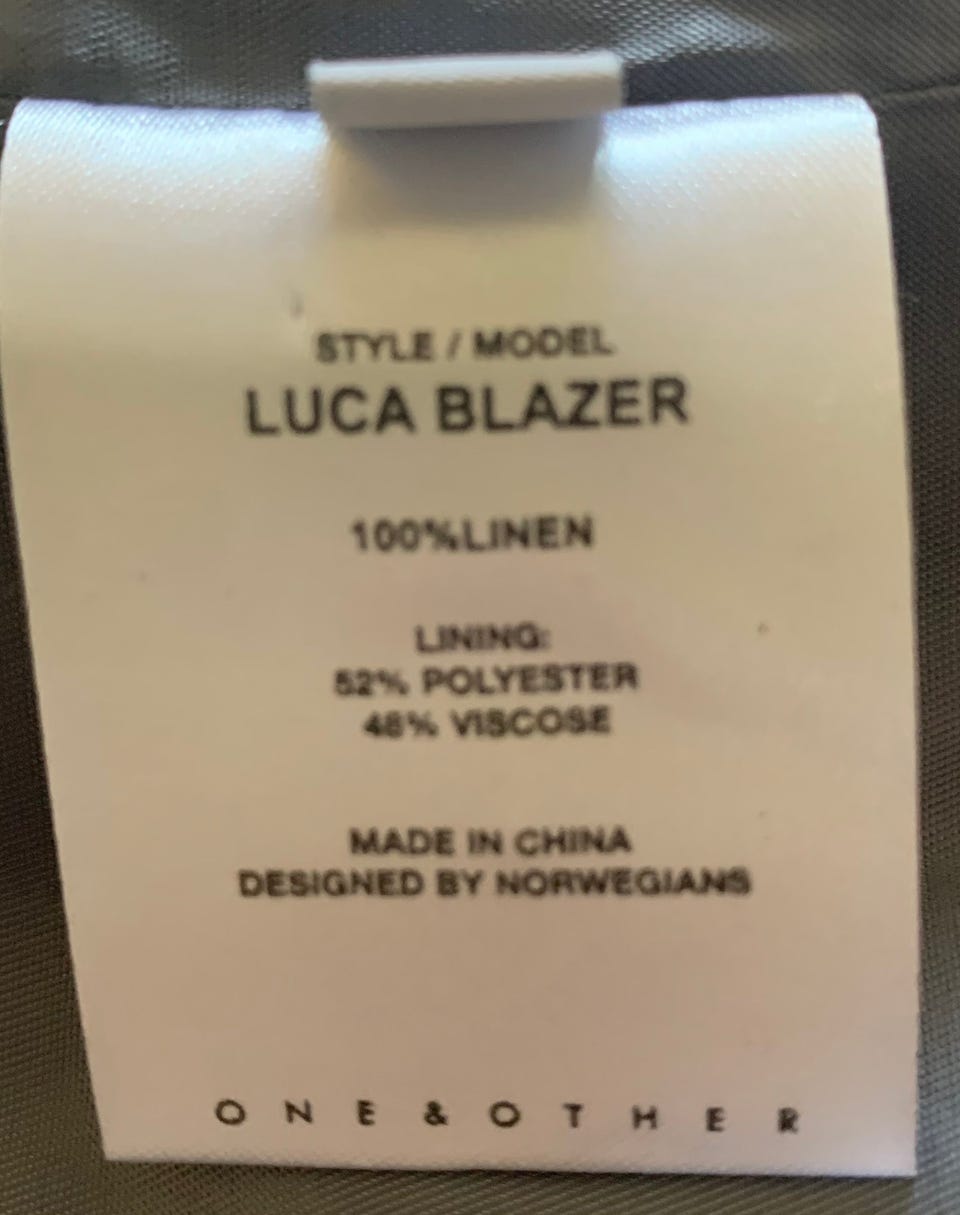 STYLE / MODEL
LUCA BLAZER
100%LINEN
LINING:
52% POLYESTER
48% VISCOSE
MADE IN CHINA
DESIGNED BY NORWEGIANS
ONE & OTHER